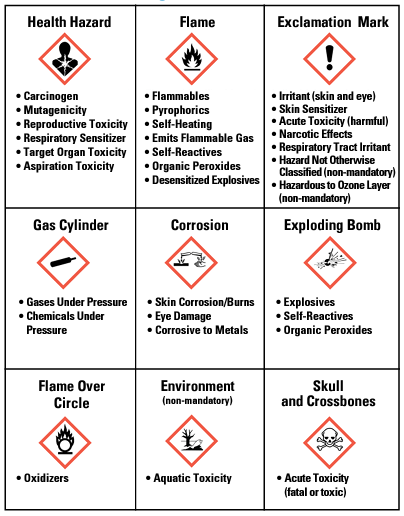 Health Hazard
• Carcinogen
• Mutagenicity
• Reproductive Toxicity
• Respiratory Sensitizer
• Target Organ Toxicity
• Aspiration Toxicity
Flame
• Flammables
• Pyrophorics
• Self-Heating
• Emits Flammable Gas
• Self-Reactives
• Organic Peroxides
• Desensitized Explosives
Exclamation Mark
• Irritant (skin and eye)
• Skin Sensitizer
• Acute Toxicity (harmful)
• Narcotic Effects
• Respiratory Tract Irritant
• Hazard Not Otherwise
Classified (non-mandatory)
• Hazardous to Ozone Layer
(non-mandatory)
Gas Cylinder
• Gases Under Pressure
• Chemicals Under
Pressure
Corrosion
• Skin Corrosion/Burns
• Eye Damage
• Corrosive to Metals
Exploding Bomb
• Explosives
• Self-Reactives
• Organic Peroxides
Flame Over
Circle
• Oxidizers
Environment
(non-mandatory)
• Aquatic Toxicity
Skull
and Crossbones
• Acute Toxicity
(fatal or toxic)